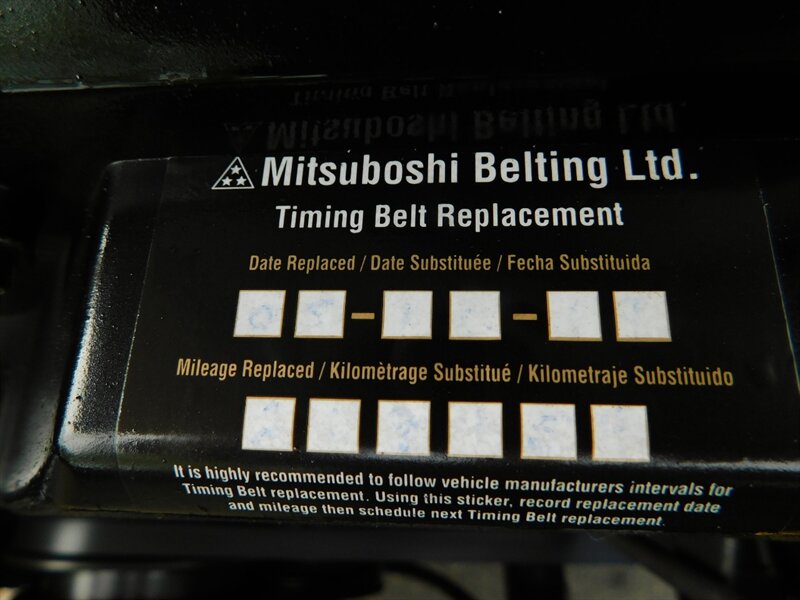 Mitsuboshi Belting Ltd.
Timing Belt Replacement
Date Replaced / Date Substituée / Fecha Substituida
Mileage Replaced / Kilomètrage Substitué / Kilometraje Substituido
It is highly recommended to follow vehicle manufacturers intervals for
Timing Belt replacement. Using this sticker, record replacement date
and mileage then schedule next Timing Belt replacement.